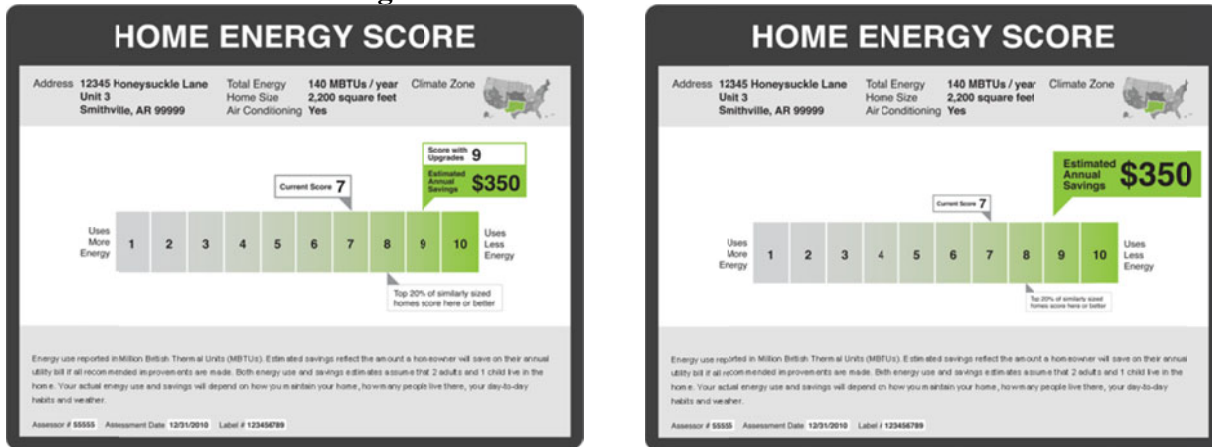 HOME ENERGY SCORE
Address 12345 Honeysuckle Lane
Unit 3
Smithville, AR 99999
Total Energy 140 MBTUs / year
Home Size 2,200 square feet
Air Conditioning Yes
Climate Zone
Score with
Upgrades 9
Estimated
Annual
Savings $350
Current Score 7
Uses
More
Energy
1 2 3 4 5 6 7 8 9 10
Uses
Less
Energy
Top 20% of similarly sized
homes score here or better
Energy use reported in Million British Thermal Units (MBTUs). Estimated savings reflect the amount a homeowner will save on their annual
utility bill if all recommended improvements are made. Both energy use and savings estimates assume that 2 adults and 1 child live in the
home. Your actual energy use and savings will depend on how you maintain your home, how many people live there, your day-to-day
habits and weather.
Assessor # 55555 Assessment Date 12/31/2010 Label # 123456789
HOME ENERGY SCORE
Address 12345 Honeysuckle Lane
Unit 3
Smithville, AR 99999
Total Energy 140 MBTUs / year
Home Size 2,200 square feet
Air Conditioning Yes
Climate Zone
Estimated
Annual
Savings $350
Current Score 7
Uses
More
Energy
1 2 3 4 5 6 7 8 9 10
Uses
Less
Energy
Top 20% of similarly sized
homes score here or better
Energy use reported in Million British Thermal Units (MBTUs). Estimated savings reflect the amount a homeowner will save on their annual
utility bill if all recommended improvements are made. Both energy use and savings estimates assume that 2 adults and 1 child live in the
home. Your actual energy use and savings will depend on how you maintain your home, how many people live there, your day-to-day
habits and weather.
Assessor # 55555 Assessment Date 12/31/2010 Label # 123456789